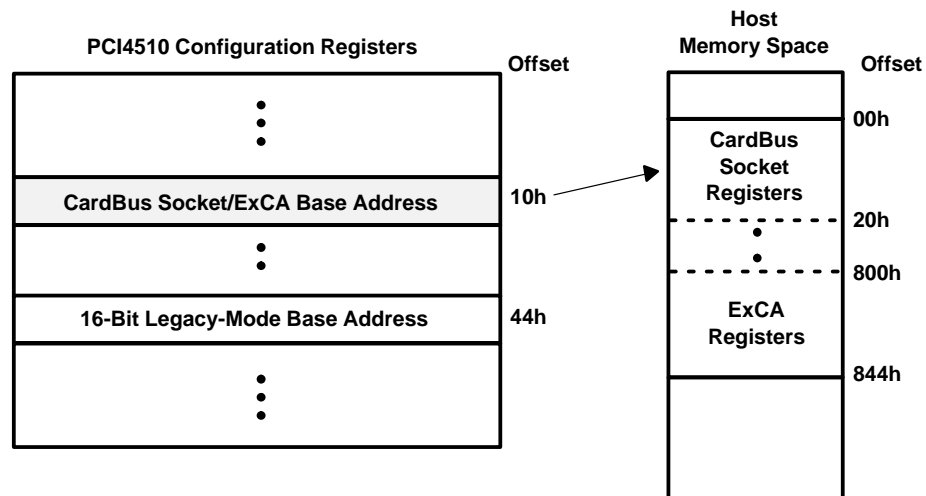 PCI4510 Configuration Registers
Offset
CardBus Socket/ExCA Base Address
10h
16-Bit Legacy-Mode Base Address
44h
Host
Memory Space
Offset
00h
CardBus
Socket
Registers
20h
800h
ExCA
Registers
844h